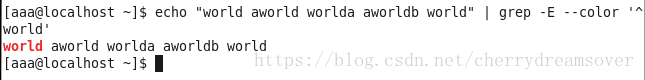 [aaa@localhost ~]$ echo "world aworld worlda aworldb world" | grep -E --color '^
world'
world aworld worlda aworldb world
[aaa@localhost ~]$
https://blog.csdn.net/cherrydreamsover